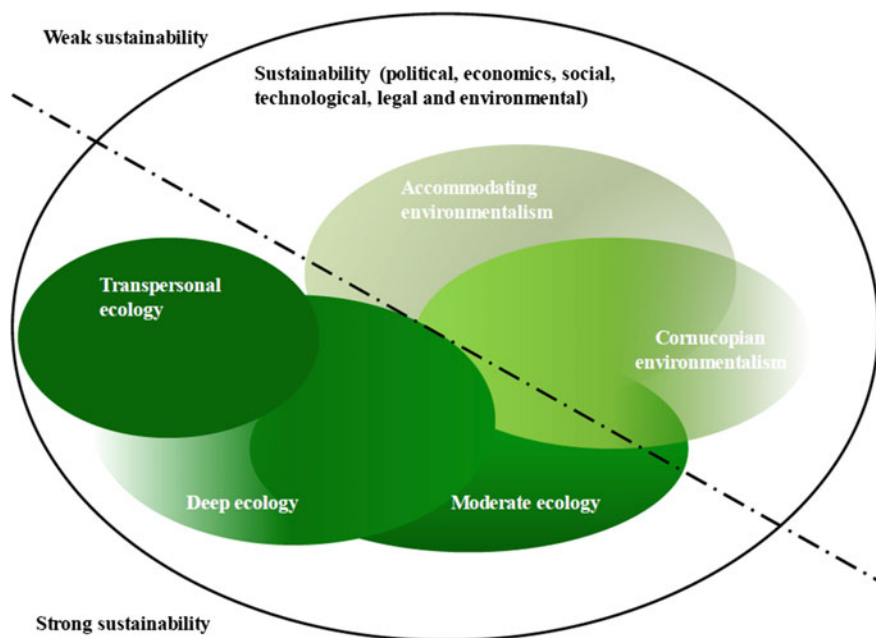 Weak sustainability
Sustainability (political, economics, social,
technological, legal and environmental)
Accommodating
environmentalism
Transpersonal
ecology
Cornucopian
environmentalism
Deep ecology
Moderate ecology
Strong sustainability